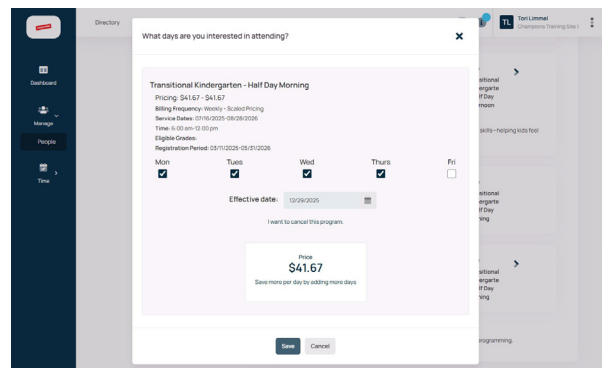 Directory
TL
Tori Limmel
Champions Training Site I
Dashboard
Manage
People
Time
What days are you interested in attending?
Transitional Kindergarten - Half Day Morning
Pricing: $41.67 - $41.67
Billing Frequency: Weekly - Scaled Pricing
Service Dates: 07/16/2025-08/28/2026
Time: 6:00 am-12:00 pm
Eligible Grades:
Registration Period: 03/11/2025-05/31/2026
Mon Tues Wed Thurs Fri
Effective date: 12/29/2025
I want to cancel this program.
Price
$41.67
Save more per day by adding more days
Save Cancel
sitional
ergarte
lf Day
rnoon
skills—helping kids feel
sitional
ergarte
lf Day
ning
sitional
ergarte
lf Day
ning
programming.